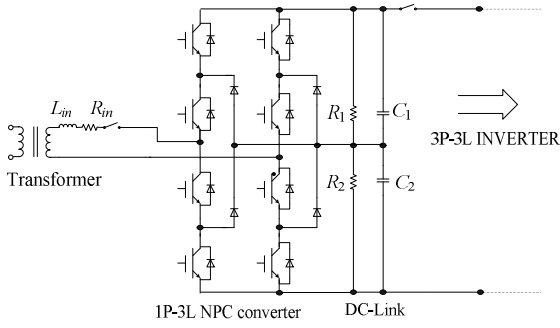 L_in R_in
R_1 C_1
3P-3L INVERTER
Transformer
R_2 C_2
1P-3L NPC converter DC-Link